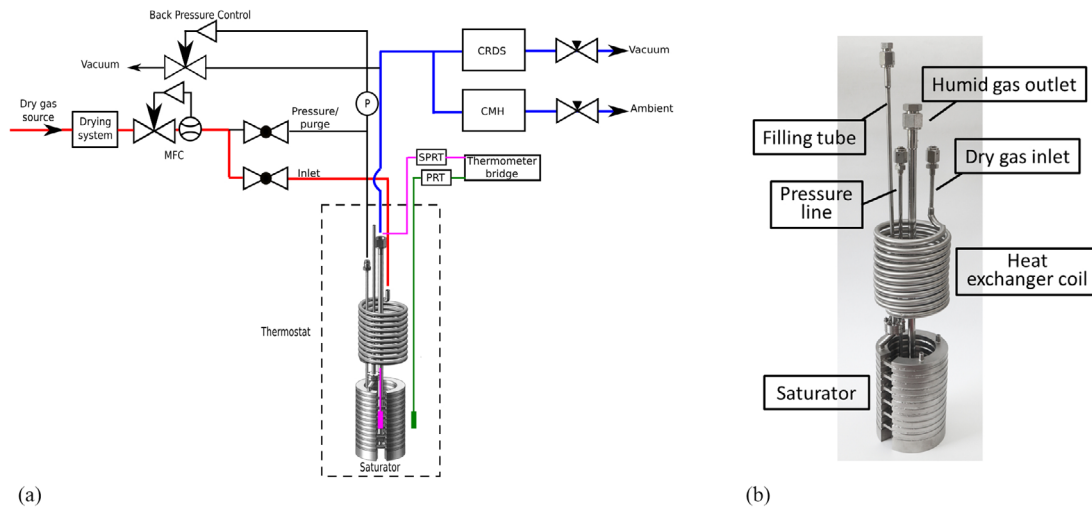 Back Pressure Control
Vacuum
Dry gas
source
Drying
system
MFC
Pressure/
purge
Inlet
P
CRDS
Vacuum
CMH
Ambient
SPRT
PRT
Thermometer
bridge
Thermostat
Saturator
(a)
Humid gas outlet
Filling tube
Dry gas inlet
Pressure
line
Heat
exchanger coil
Saturator
(b)